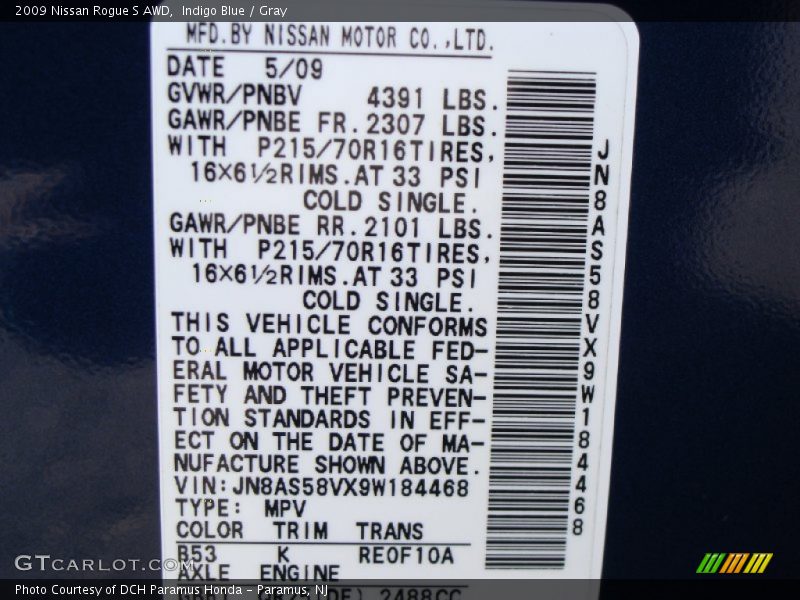 2009 Nissan Rogue S AWD,  Indigo Blue / Gray
MFD.BY NISSAN MOTOR CO.,LTD.
DATE 5/09
GVWR/PNBV 4391 LBS.
GAWR/PNBE FR.2307 LBS.
WITH P215/70R16TIRES,
16X6½RIMS.AT 33 PSI
COLD SINGLE.
GAWR/PNBE RR.2101 LBS.
WITH P215/70R16TIRES,
16X6½RIMS.AT 33 PSI
COLD SINGLE.
THIS VEHICLE CONFORMS
TO ALL APPLICABLE FED-
ERAL MOTOR VEHICLE SA-
FETY AND THEFT PREVEN-
TION STANDARDS IN EFF-
ECT ON THE DATE OF MA-
NUFACTURE SHOWN ABOVE.
VIN:JN8AS58VX9W184468
TYPE: MPV
COLOR TRIM TRANS
B53 K RE0F10A
AXLE ENGINE
2488CC
JN8AS58VX9W184468
GTCARLOT.COM
Photo Courtesy of DCH Paramus Honda - Paramus, NJ